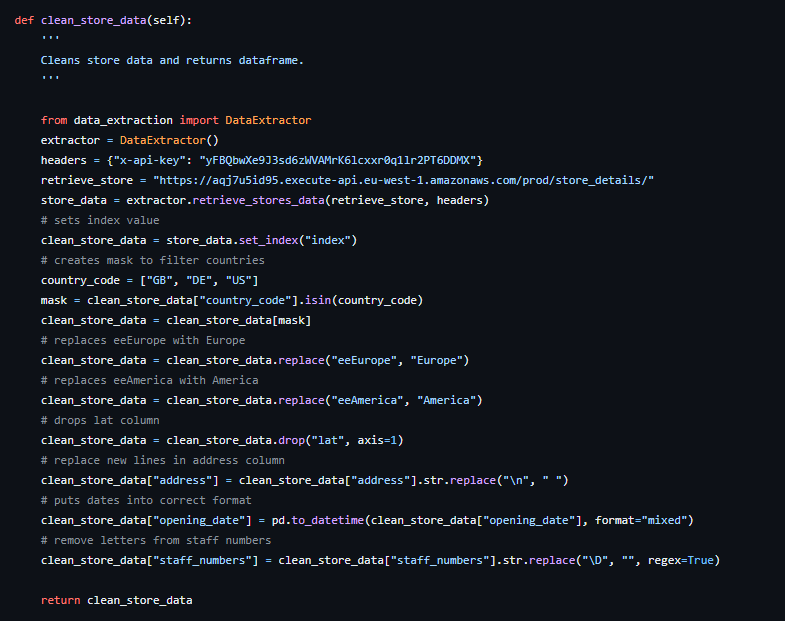 def clean_store_data(self):
    '''
    Cleans store data and returns dataframe.
    '''

    from data_extraction import DataExtractor
    extractor = DataExtractor()
    headers = {"x-api-key": "yFBQbwXe9J3sd6zWVAMrK6lcxxr0q1lr2PT6DDMX"}
    retrieve_store = "https://aqj7u5id95.execute-api.eu-west-1.amazonaws.com/prod/store_details/"
    store_data = extractor.retrieve_stores_data(retrieve_store, headers)
    # sets index value
    clean_store_data = store_data.set_index("index")
    # creates mask to filter countries
    country_code = ["GB", "DE", "US"]
    mask = clean_store_data["country_code"].isin(country_code)
    clean_store_data = clean_store_data[mask]
    # replaces eeEurope with Europe
    clean_store_data = clean_store_data.replace("eeEurope", "Europe")
    # replaces eeAmerica with America
    clean_store_data = clean_store_data.replace("eeAmerica", "America")
    # drops lat column
    clean_store_data = clean_store_data.drop("lat", axis=1)
    # replace new lines in address column
    clean_store_data["address"] = clean_store_data["address"].str.replace("\n", " ")
    # puts dates into correct format
    clean_store_data["opening_date"] = pd.to_datetime(clean_store_data["opening_date"], format="mixed")
    # remove letters from staff numbers
    clean_store_data["staff_numbers"] = clean_store_data["staff_numbers"].str.replace("\D", "", regex=True)

    return clean_store_data